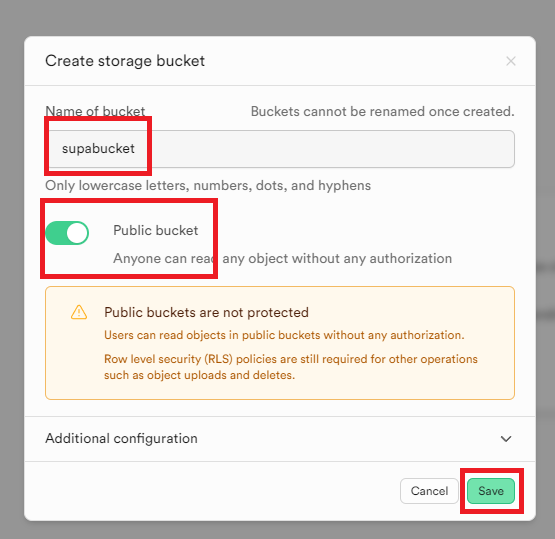 Create storage bucket
Name of bucket Buckets cannot be renamed once created.
supabucket
Only lowercase letters, numbers, dots, and hyphens
Public bucket
Anyone can read any object without any authorization
Public buckets are not protected
Users can read objects in public buckets without any authorization.
Row level security (RLS) policies are still required for other operations
such as object uploads and deletes.
Additional configuration
Cancel Save